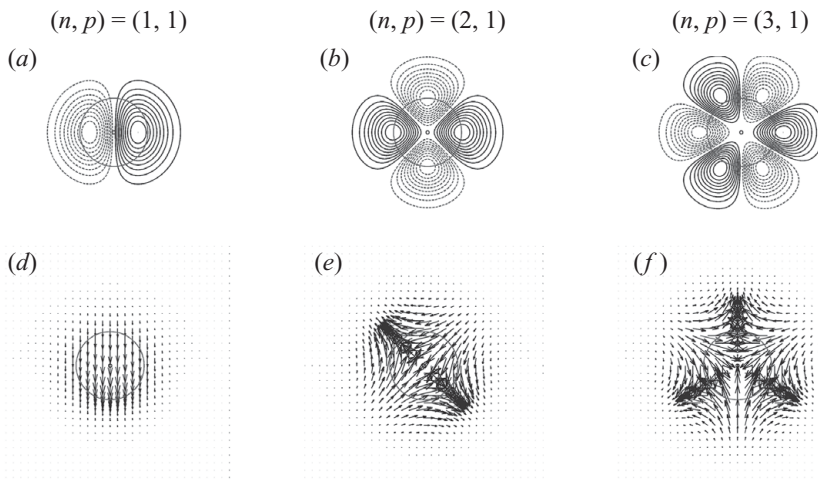 (n, p) = (1, 1) (n, p) = (2, 1) (n, p) = (3, 1)
(a) (b) (c)
(d) (e) (f)